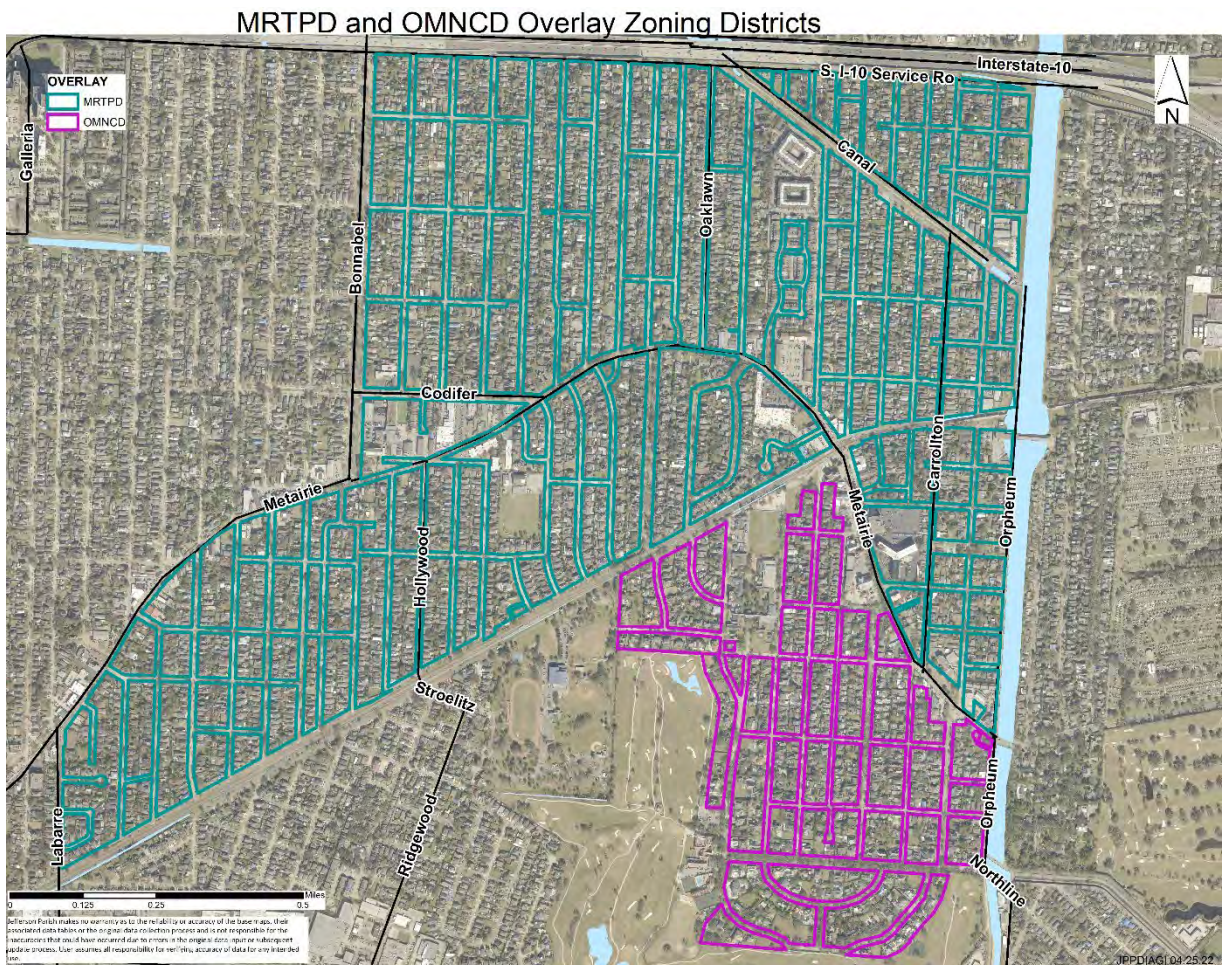 MRTPD and OMNCD Overlay Zoning Districts
OVERLAY
MRTPD
OMNCD
Interstate-10
S. I-10 Service Ro
N
Galleria
Canal
Bonnabel
Oaklawn
Codifer
Carrollton
Metairie
Hollywood
Metairie
Orpheum
Stroelitz
Ridgewood
Labarre
Orpheum
Northline
Miles
0 0.125 0.25 0.5
Jefferson Parish makes no warranty as to the reliability or accuracy of the base maps, their
associated data tables or the original data collection process and is not responsible for the
inaccuracies that could have occurred due to errors in the original data input or subsequent
update process. User assumes all responsibility for verifying accuracy of data for any intended
use.
JPPDIAGI 04.25.22